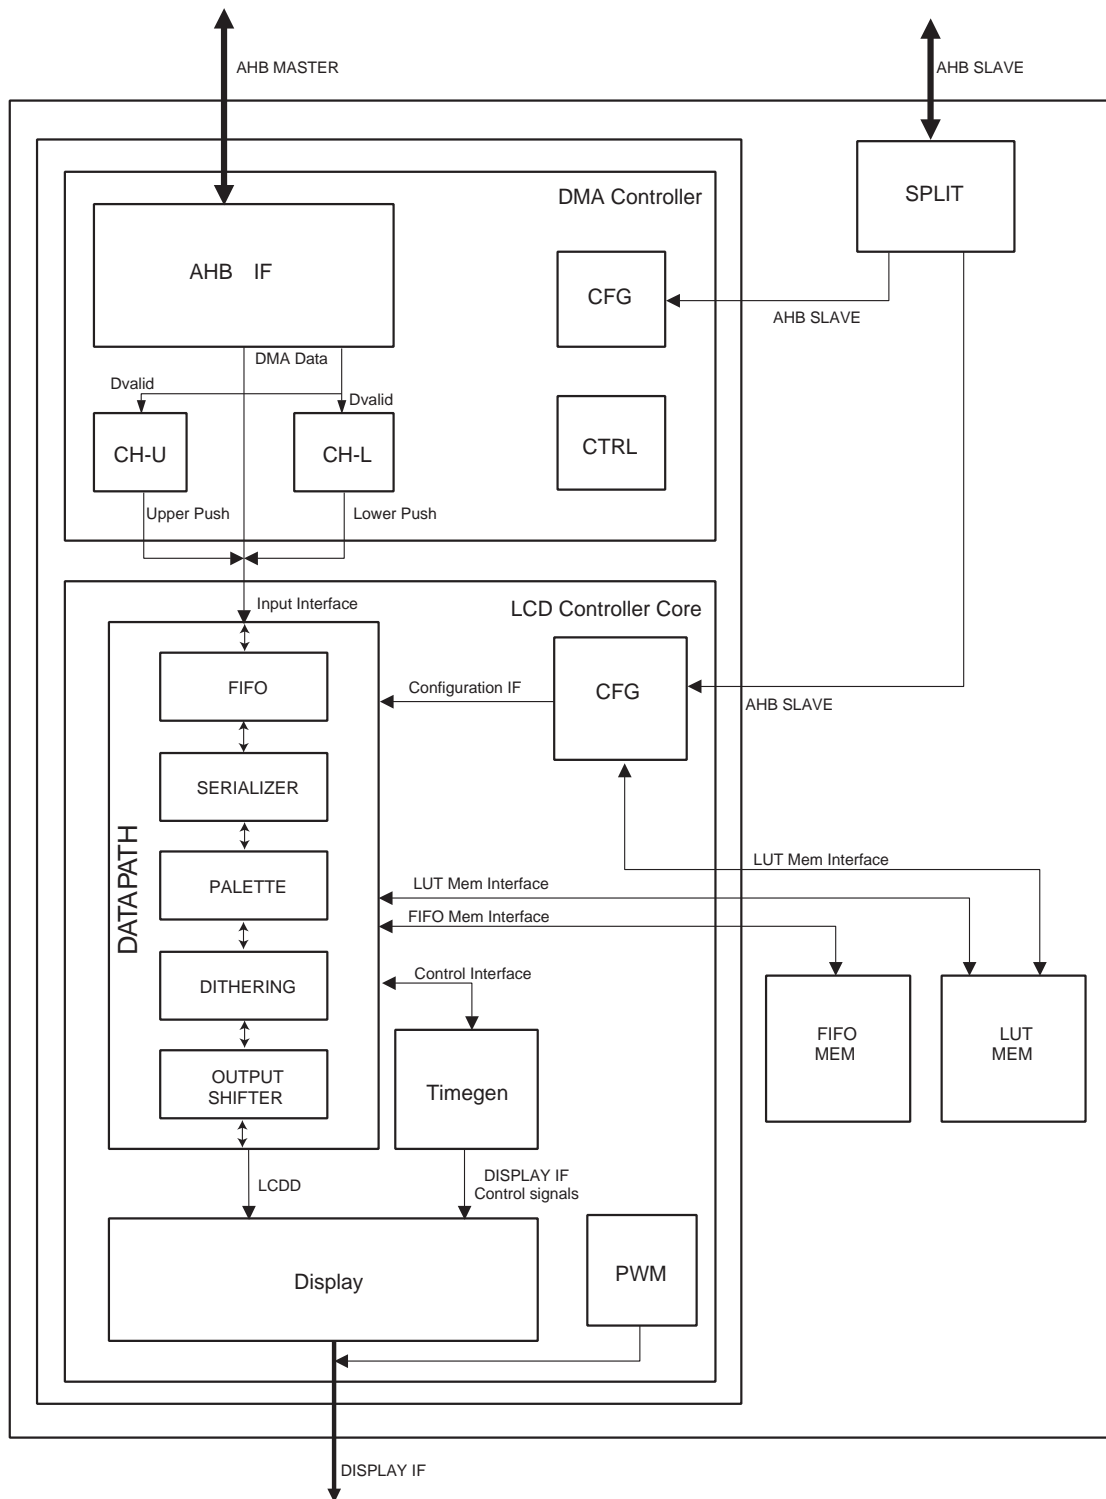 AHB MASTER
AHB SLAVE
DMA Controller
SPLIT
AHB IF
CFG
AHB SLAVE
DMA Data
Dvalid
Dvalid
CH-U
CH-L
CTRL
Upper Push
Lower Push
Input Interface
LCD Controller Core
FIFO
Configuration IF
CFG
AHB SLAVE
SERIALIZER
DATAPATH
PALETTE
LUT Mem Interface
LUT Mem Interface
FIFO Mem Interface
DITHERING
Control Interface
FIFO
MEM
LUT
MEM
OUTPUT
SHIFTER
Timegen
LCDD
DISPLAY IF
Control signals
Display
PWM
DISPLAY IF